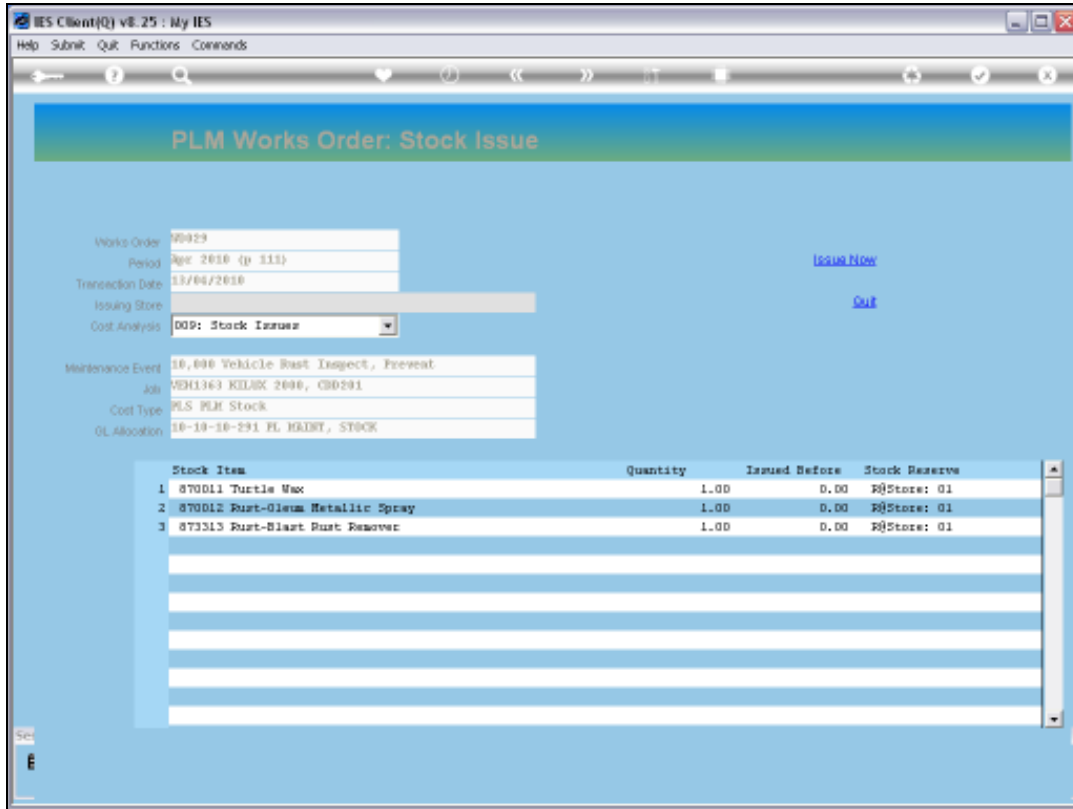 IES Client(Q) v8.25 : My IES
Help Submit Quit Functions Commands
PLM Works Order: Stock Issue
Works Order W0029
Period Apr 2010 (p 111)
Issue Now
Transaction Date 13/04/2010
Issuing Store
Quit
Cost Analysis 009: Stock Issues
Maintenance Event 10,000 Vehicle Rust Inspect, Prevent
Job VEH1363 KILUX 2000, CDD201
Cost Type PLS PLM Stock
GL Allocation 10-10-10-291 PL MAINT, STOCK
Stock Item Quantity Issued Before Stock Reserve
1 870011 Turtle Wax 1.00 0.00 R@Store: 01
2 870012 Rust-Oleum Metallic Spray 1.00 0.00 R@Store: 01
3 873313 Rust-Blast Rust Remover 1.00 0.00 R@Store: 01